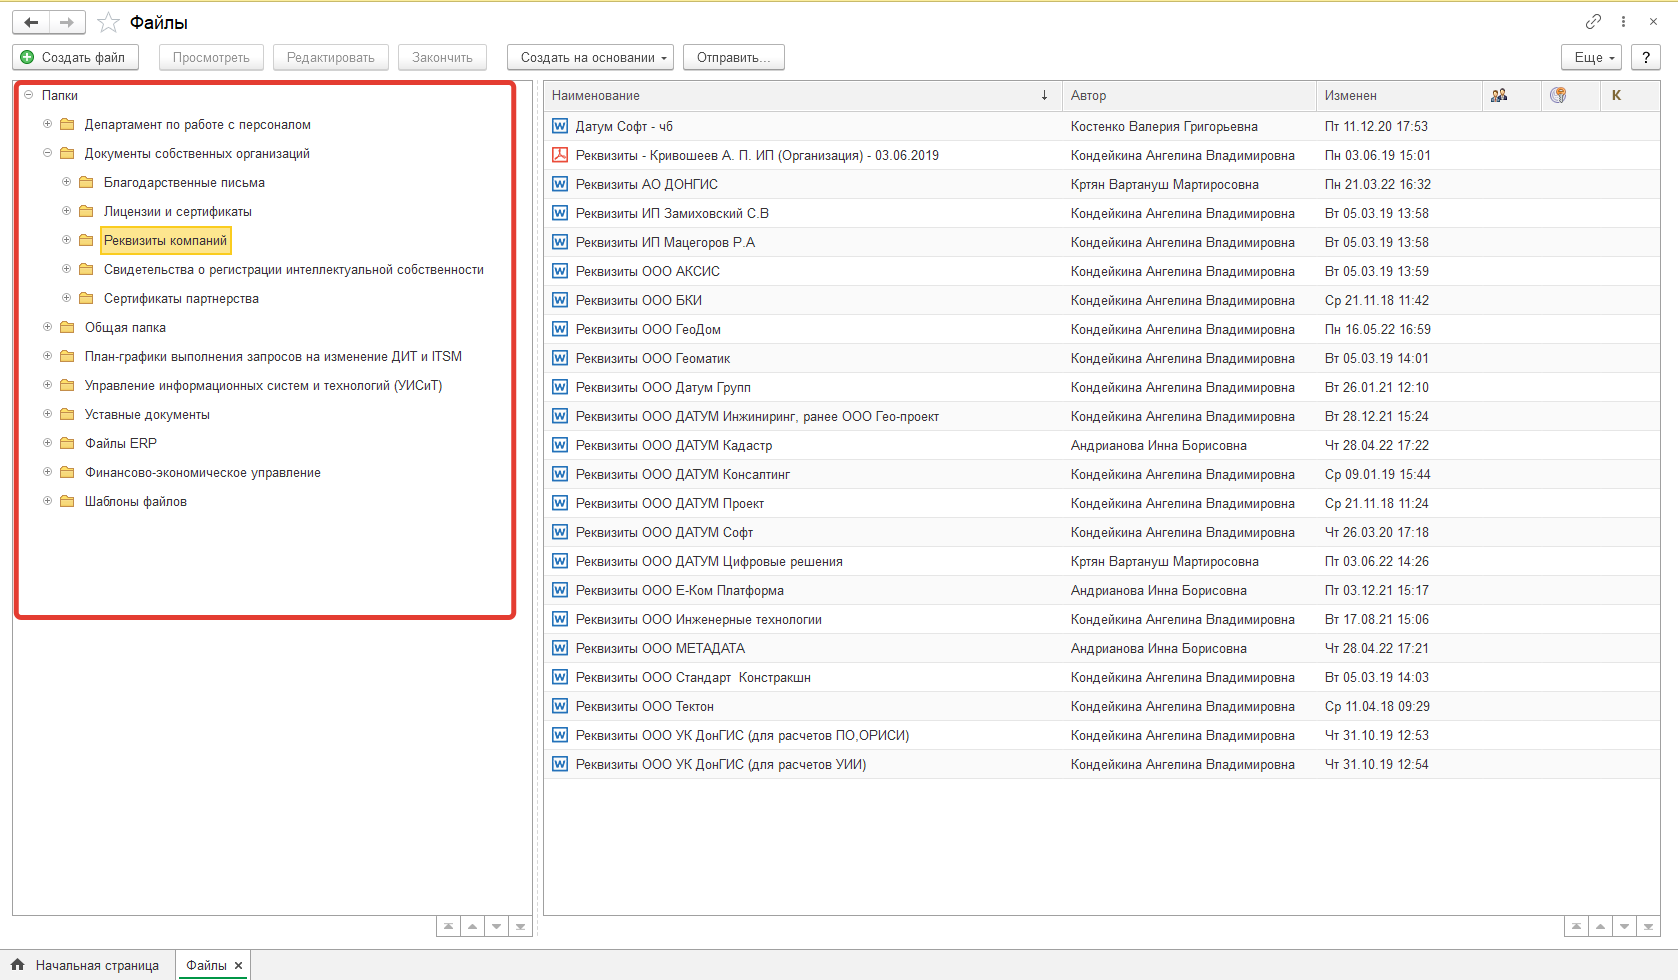 Файлы
Создать файл Просмотреть Редактировать Закончить Создать на основании Отправить... Еще ?
Папки
Департамент по работе с персоналом
Документы собственных организаций
Благодарственные письма
Лицензии и сертификаты
Реквизиты компаний
Свидетельства о регистрации интеллектуальной собственности
Сертификаты партнерства
Общая папка
План-графики выполнения запросов на изменение ДИТ и ITSM
Управление информационных систем и технологий (УИСиТ)
Уставные документы
Файлы ERP
Финансово-экономическое управление
Шаблоны файлов
Наименование ↓ Автор Изменен К
Датум Софт - чб Костенко Валерия Григорьевна Пт 11.12.20 17:53
Реквизиты - Кривошеев А. П. ИП (Организация) - 03.06.2019 Кондейкина Ангелина Владимировна Пн 03.06.19 15:01
Реквизиты АО ДОНГИС Кртян Вартануш Мартиросовна Пн 21.03.22 16:32
Реквизиты ИП Замиховский С.В Кондейкина Ангелина Владимировна Вт 05.03.19 13:58
Реквизиты ИП Мацегоров Р.А Кондейкина Ангелина Владимировна Вт 05.03.19 13:58
Реквизиты ООО АКСИС Кондейкина Ангелина Владимировна Вт 05.03.19 13:59
Реквизиты ООО БКИ Кондейкина Ангелина Владимировна Ср 21.11.18 11:42
Реквизиты ООО ГеоДом Кондейкина Ангелина Владимировна Пн 16.05.22 16:59
Реквизиты ООО Геоматик Кондейкина Ангелина Владимировна Вт 05.03.19 14:01
Реквизиты ООО Датум Групп Кондейкина Ангелина Владимировна Вт 26.01.21 12:10
Реквизиты ООО ДАТУМ Инжиниринг, ранее ООО Гео-проект Кондейкина Ангелина Владимировна Вт 28.12.21 15:24
Реквизиты ООО ДАТУМ Кадастр Андрианова Инна Борисовна Чт 28.04.22 17:22
Реквизиты ООО ДАТУМ Консалтинг Кондейкина Ангелина Владимировна Ср 09.01.19 15:44
Реквизиты ООО ДАТУМ Проект Кондейкина Ангелина Владимировна Ср 21.11.18 11:24
Реквизиты ООО ДАТУМ Софт Кондейкина Ангелина Владимировна Чт 26.03.20 17:18
Реквизиты ООО ДАТУМ Цифровые решения Кртян Вартануш Мартиросовна Пт 03.06.22 14:26
Реквизиты ООО Е-Ком Платформа Андрианова Инна Борисовна Пт 03.12.21 15:17
Реквизиты ООО Инженерные технологии Кондейкина Ангелина Владимировна Вт 17.08.21 15:06
Реквизиты ООО МЕТАДАТА Андрианова Инна Борисовна Чт 28.04.22 17:21
Реквизиты ООО Стандарт  Констракшн Кондейкина Ангелина Владимировна Вт 05.03.19 14:03
Реквизиты ООО Тектон Кондейкина Ангелина Владимировна Ср 11.04.18 09:29
Реквизиты ООО УК ДонГИС (для расчетов ПО,ОРИСИ) Кондейкина Ангелина Владимировна Чт 31.10.19 12:53
Реквизиты ООО УК ДонГИС (для расчетов УИИ) Кондейкина Ангелина Владимировна Чт 31.10.19 12:54
Начальная страница Файлы ×